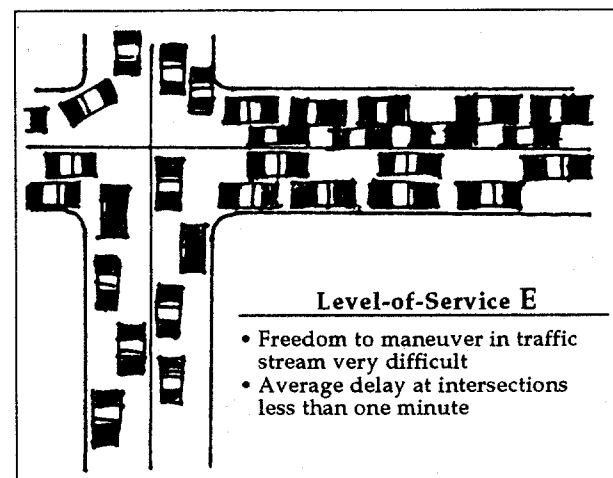 Level-of-Service E
• Freedom to maneuver in traffic
stream very difficult
• Average delay at intersections
less than one minute